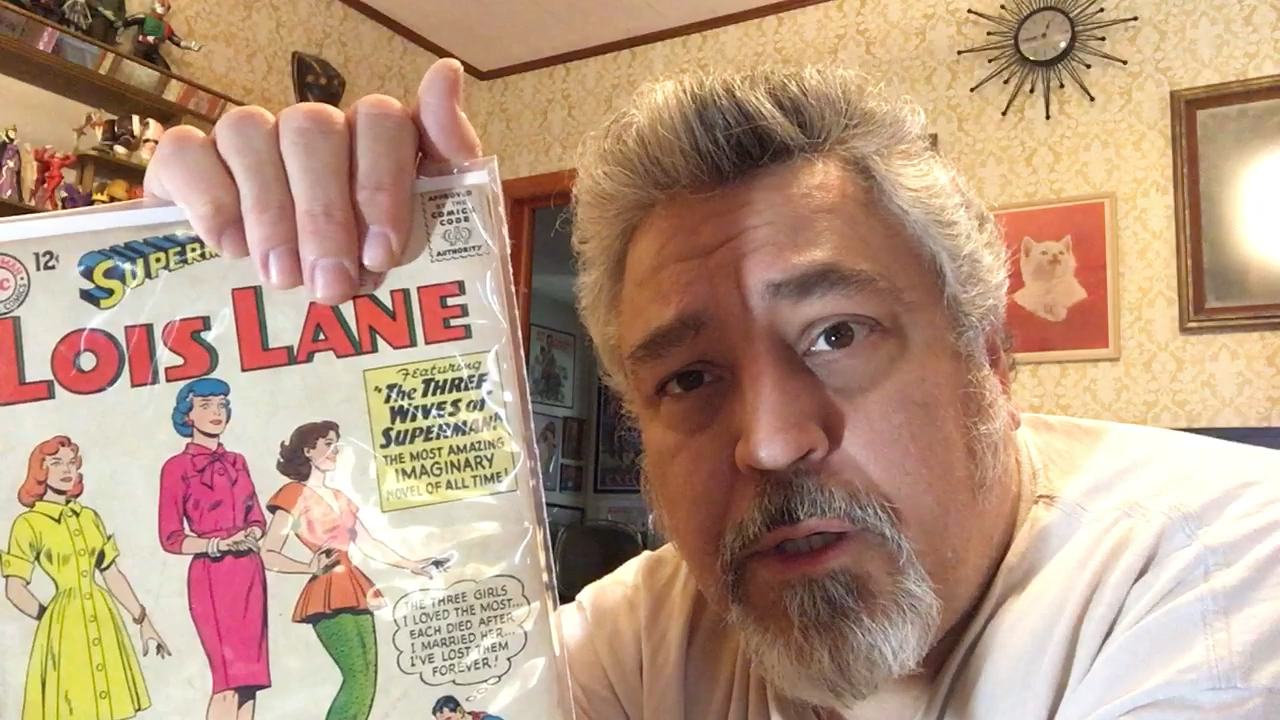 12¢
SUPERM
APPROVED
BY THE
COMICS
CODE
AUTHORITY
LOIS LANE
Featuring
"The THREE
WIVES of
SUPERMAN!"
THE MOST AMAZING
IMAGINARY
NOVEL OF ALL TIME!
THE THREE GIRLS
I LOVED THE MOST...
EACH DIED AFTER
I MARRIED HER...
I'VE LOST THEM
FOREVER!